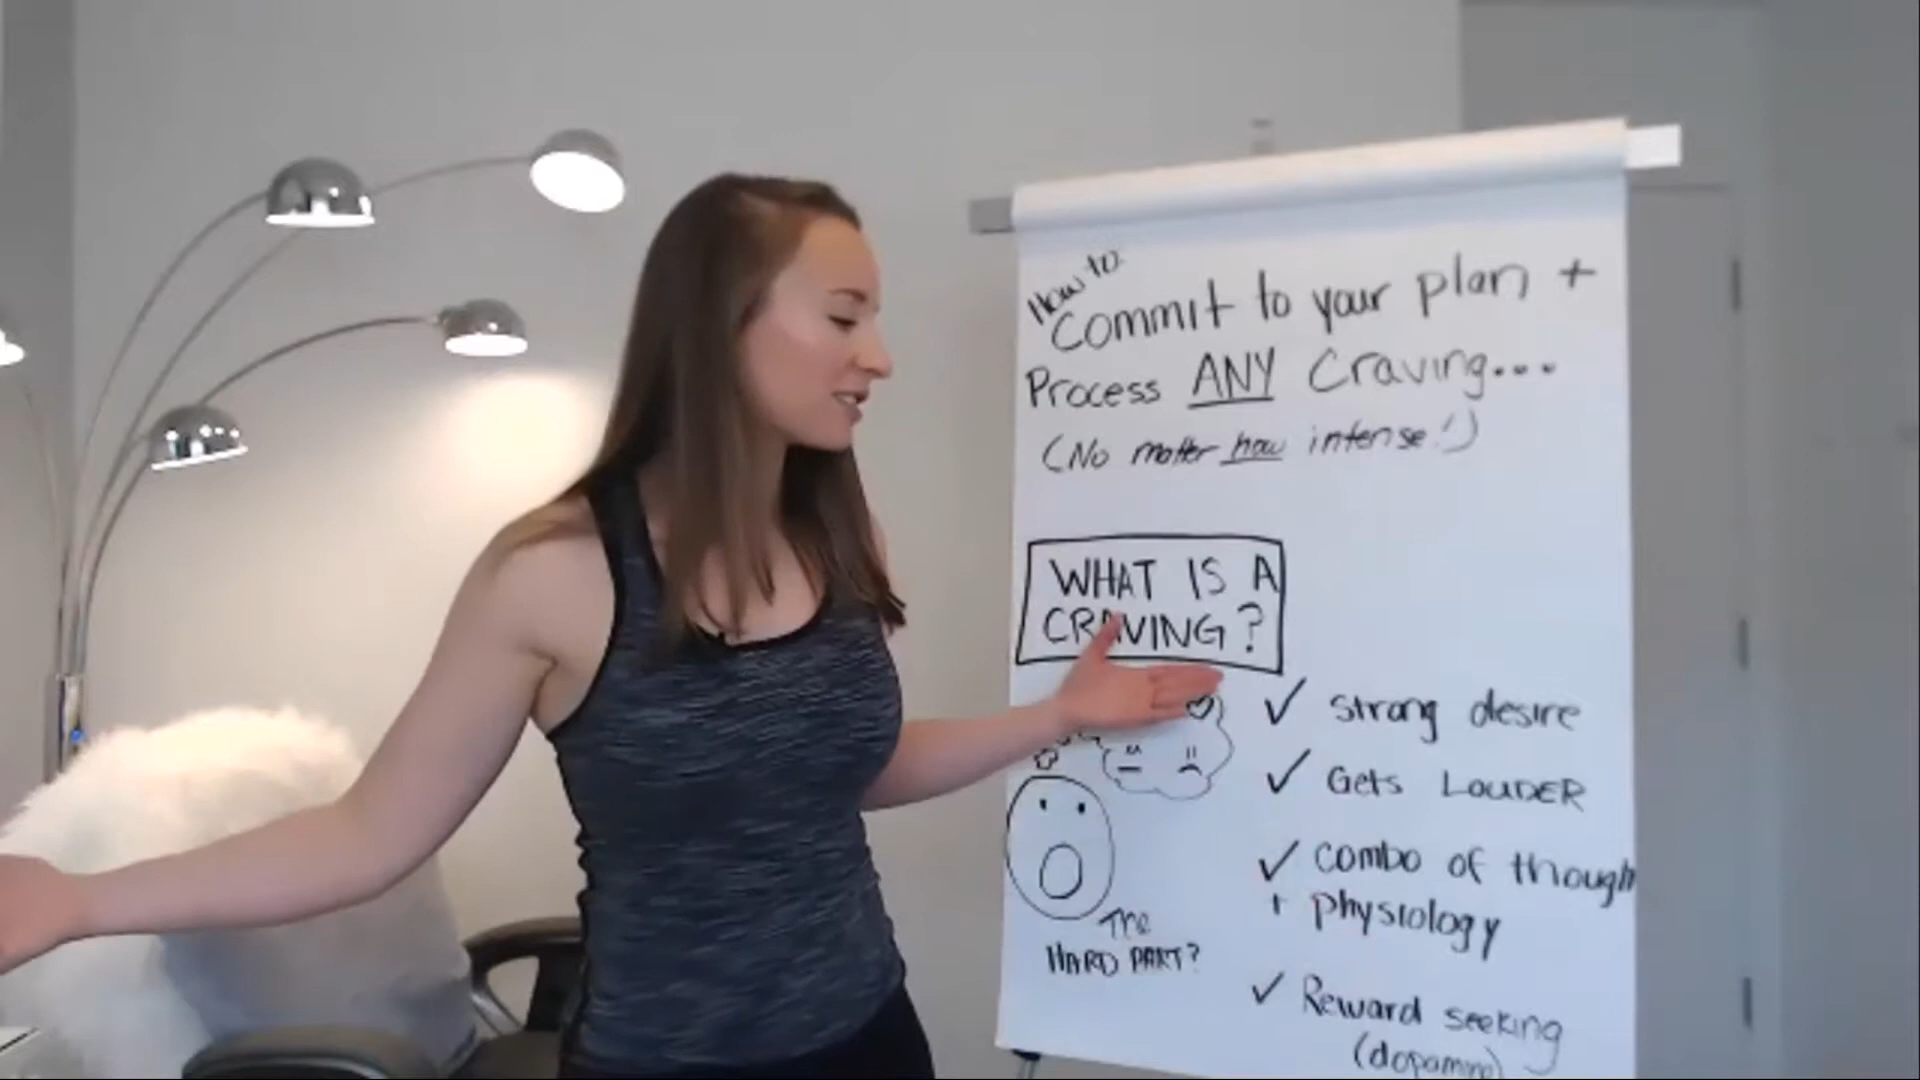 How to:
Commit to your plan +
Process ANY Craving...
(No matter how intense!)
WHAT IS A
CRAVING?
✓ strong desire
✓ Gets LOUDER
✓ combo of though
+ physiology
The
HARD PART?
✓ Reward seeking
(dopamine)